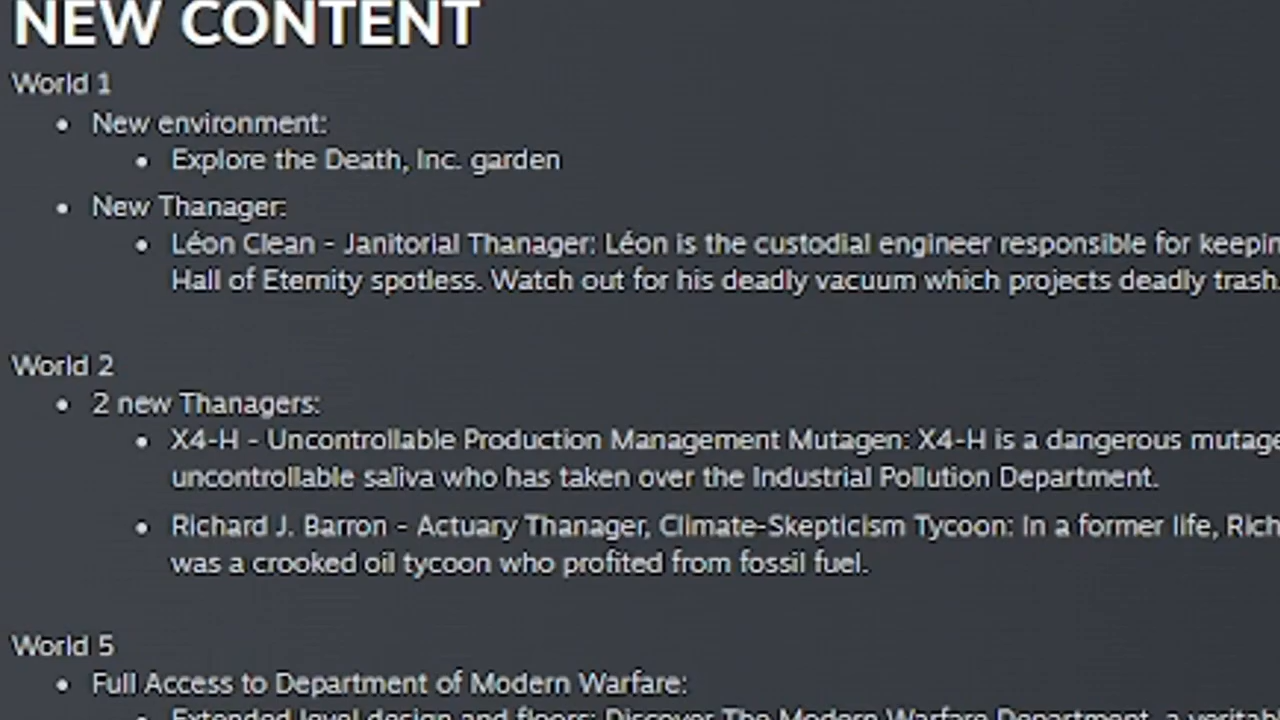 NEW CONTENT
World 1
• New environment:
• Explore the Death, Inc. garden
• New Thanager:
• Léon Clean - Janitorial Thanager: Léon is the custodial engineer responsible for
Hall of Eternity spotless. Watch out for his deadly vacuum which projects deadly trash
World 2
• 2 new Thanagers:
• X4-H - Uncontrollable Production Management Mutagen: X4-H is a dangerous
uncontrollable saliva who has taken over the Industrial Pollution Department.
• Richard J. Barron - Actuary Thanager, Climate-Skepticism Tycoon: In a former life,
was a crooked oil tycoon who profited from fossil fuel.
World 5
• Full Access to Department of Modern Warfare:
• Extended level design and floors: Discover The Modern Warfare Department, a